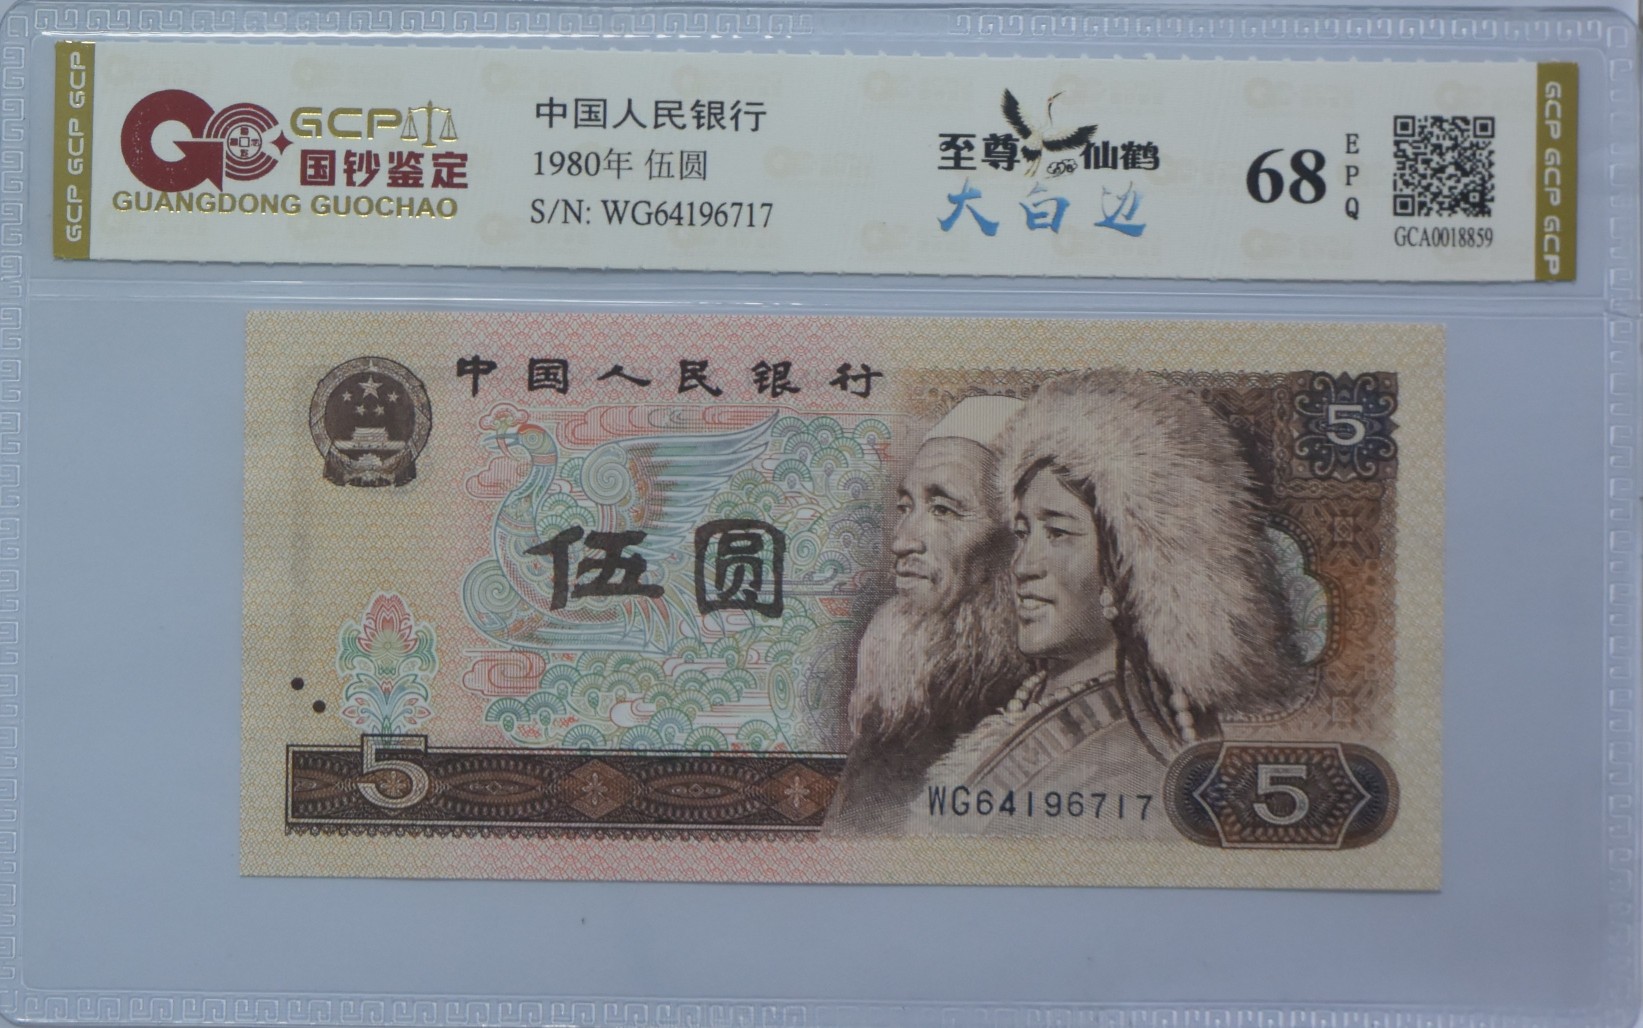 GCP GCP GCP
GCP
国钞鉴定
GUANGDONG GUOCHAO
中国人民银行
1980年 伍圆
S/N: WG64196717
至尊 仙鹤
大白边
68
EPQ
GCA0018859
GCP GCP GCP
中国人民银行
5
伍圆
5
WG64196717
5